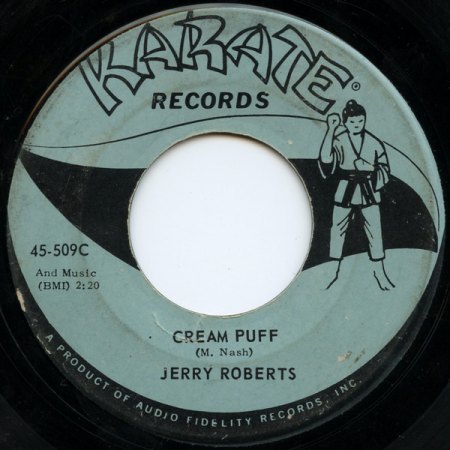 KARATE®
RECORDS
45-509C
And Music
(BMI) 2:20
CREAM PUFF
(M. Nash)
JERRY ROBERTS
A PRODUCT OF AUDIO FIDELITY RECORDS, INC.